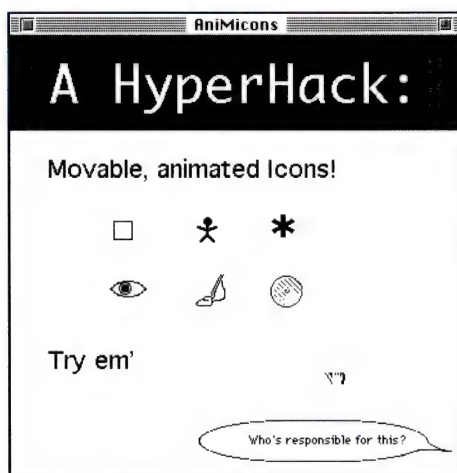 AniMicons
A HyperHack:
Movable, animated Icons!
*
Try em'
Who's responsible for this?